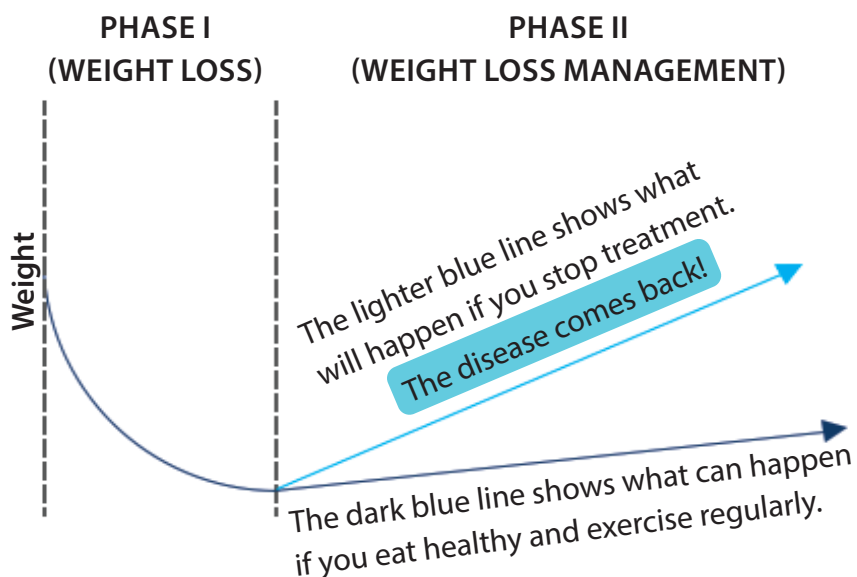 PHASE I
(WEIGHT LOSS)
PHASE II
(WEIGHT LOSS MANAGEMENT)
Weight
The lighter blue line shows what
will happen if you stop treatment.
The disease comes back!
The dark blue line shows what can happen
if you eat healthy and exercise regularly.